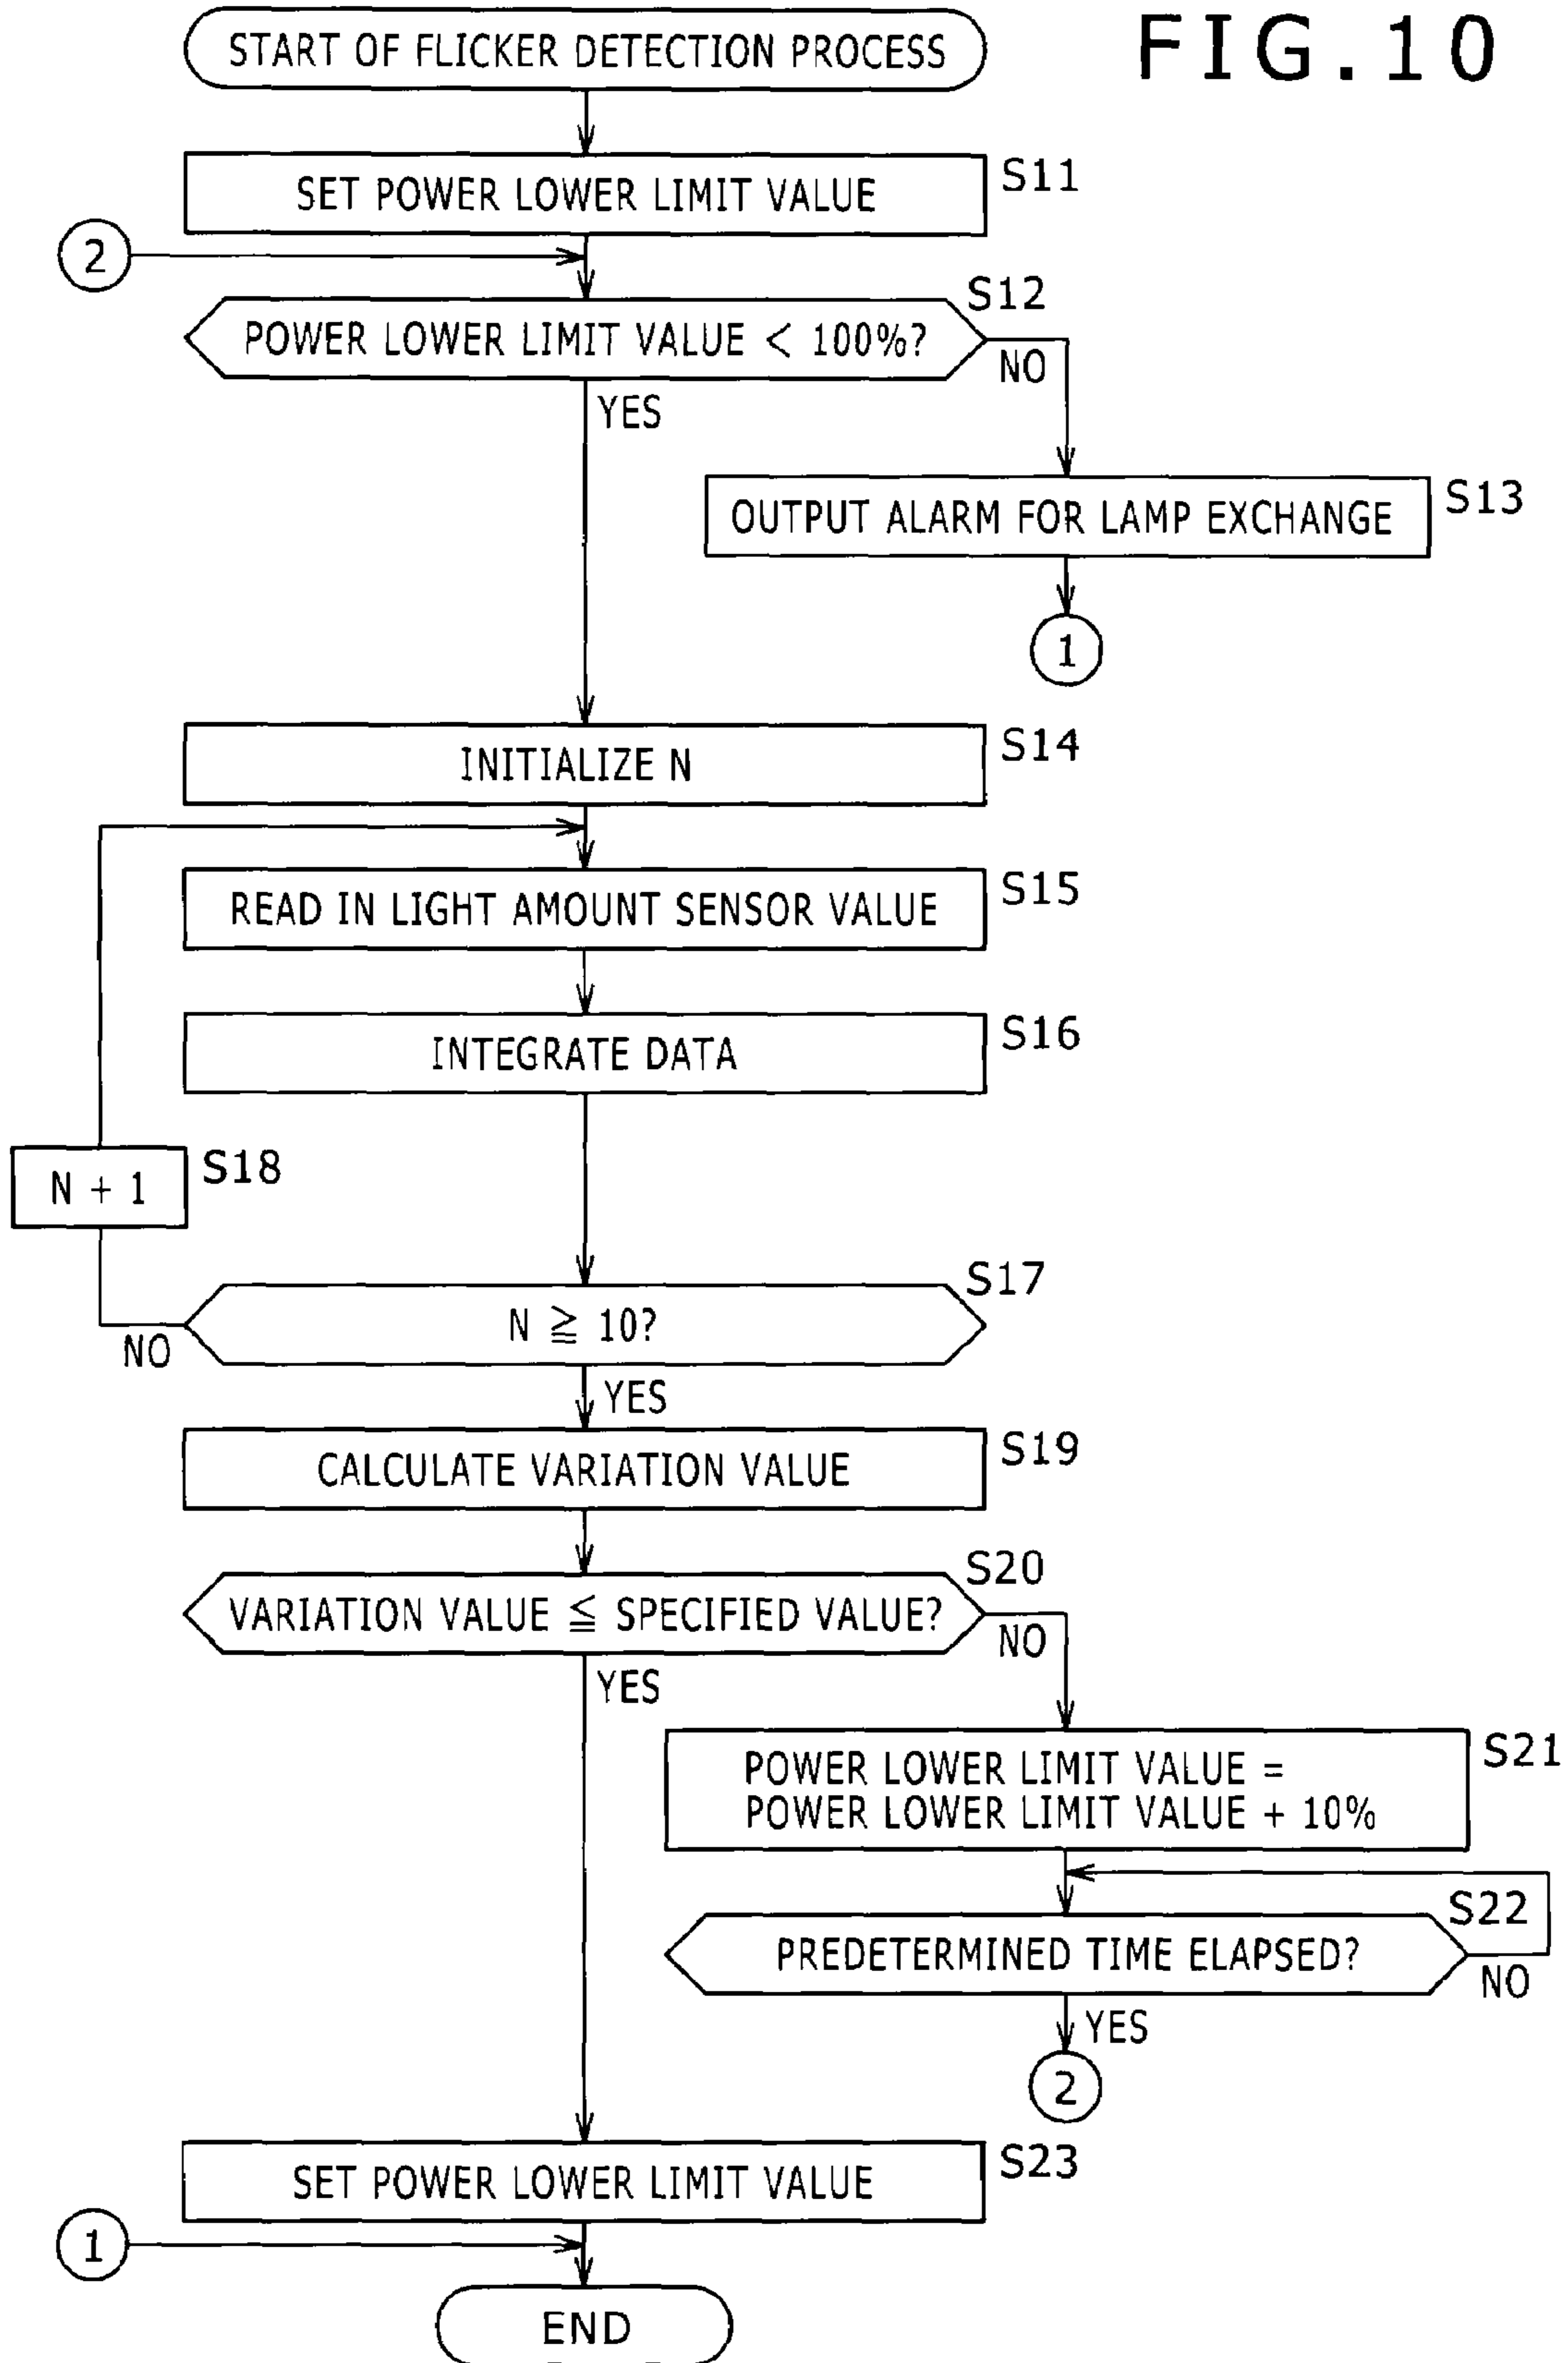 FIG.10
START OF FLICKER DETECTION PROCESS
SET POWER LOWER LIMIT VALUE
S11
2
POWER LOWER LIMIT VALUE < 100%?
S12
NO
YES
OUTPUT ALARM FOR LAMP EXCHANGE
S13
1
INITIALIZE N
S14
READ IN LIGHT AMOUNT SENSOR VALUE
S15
INTEGRATE DATA
S16
N + 1
S18
N ≧ 10?
S17
NO
YES
CALCULATE VARIATION VALUE
S19
VARIATION VALUE ≦ SPECIFIED VALUE?
S20
NO
YES
POWER LOWER LIMIT VALUE =
POWER LOWER LIMIT VALUE + 10%
S21
PREDETERMINED TIME ELAPSED?
S22
NO
YES
2
SET POWER LOWER LIMIT VALUE
S23
1
END